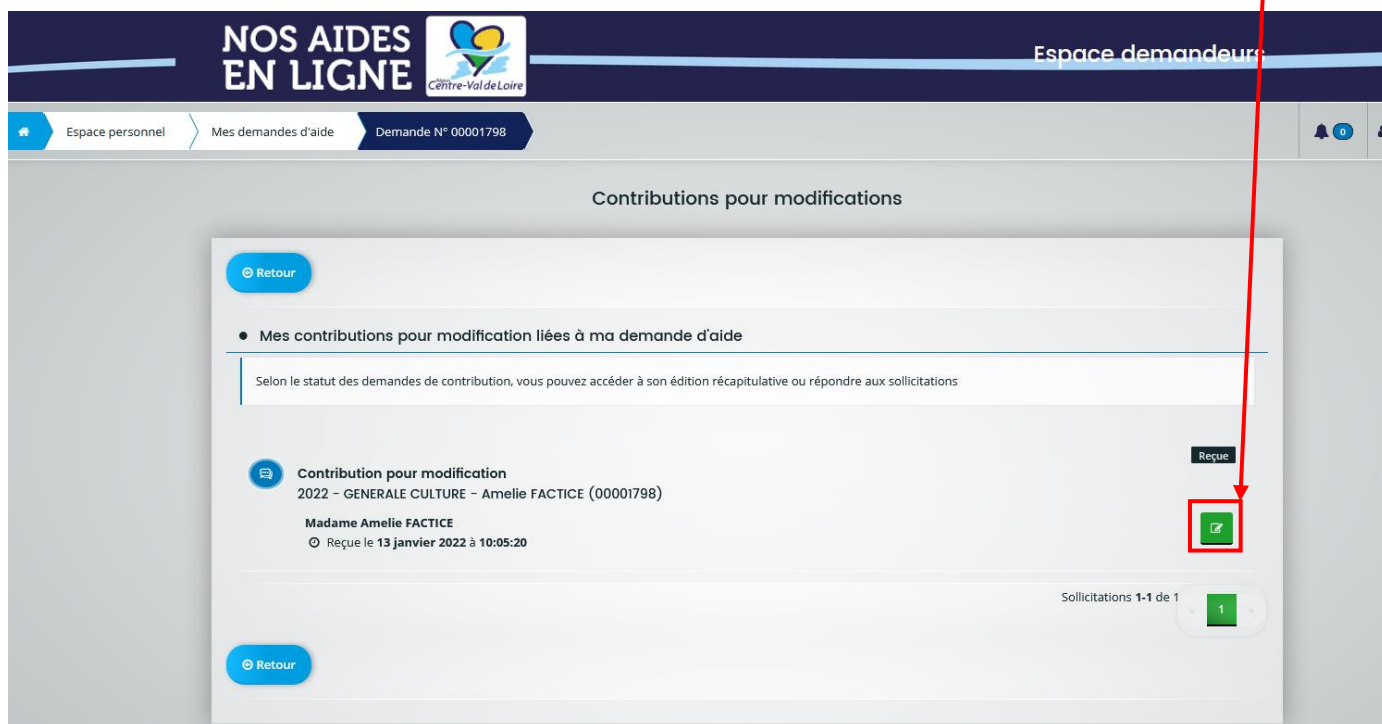 NOS AIDES
EN LIGNE
Région
Centre-Val de Loire
Espace demandeurs
Espace personnel
Mes demandes d'aide
Demande N° 00001798
0
Contributions pour modifications
Retour
Mes contributions pour modification liées à ma demande d'aide
Selon le statut des demandes de contribution, vous pouvez accéder à son édition récapitulative ou répondre aux sollicitations
Reçue
Contribution pour modification
2022 - GENERALE CULTURE - Amelie FACTICE (00001798)
Madame Amelie FACTICE
Reçue le 13 janvier 2022 à 10:05:20
Sollicitations 1-1 de 1
1
Retour